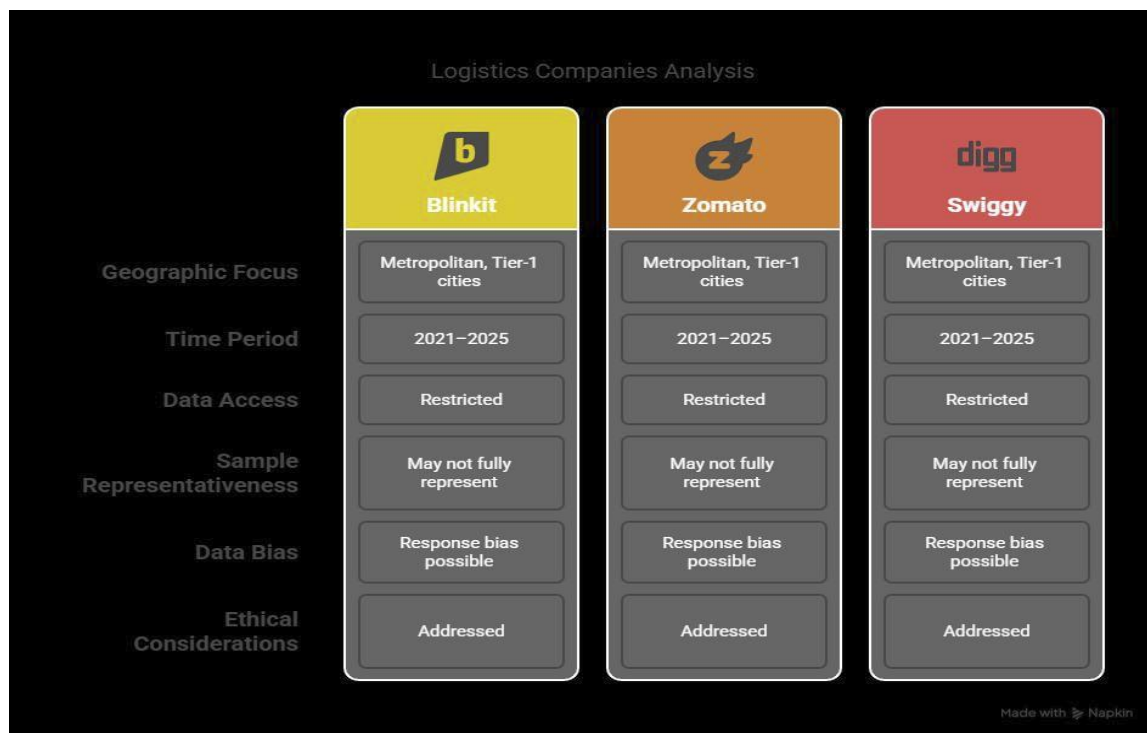 Logistics Companies Analysis
b
z
digg
Blinkit
Zomato
Swiggy
Geographic Focus
Metropolitan, Tier-1
cities
Metropolitan, Tier-1
cities
Metropolitan, Tier-1
cities
Time Period
2021–2025
2021–2025
2021–2025
Data Access
Restricted
Restricted
Restricted
Sample
Representativeness
May not fully
represent
May not fully
represent
May not fully
represent
Data Bias
Response bias
possible
Response bias
possible
Response bias
possible
Ethical
Considerations
Addressed
Addressed
Addressed
Made with Napkin